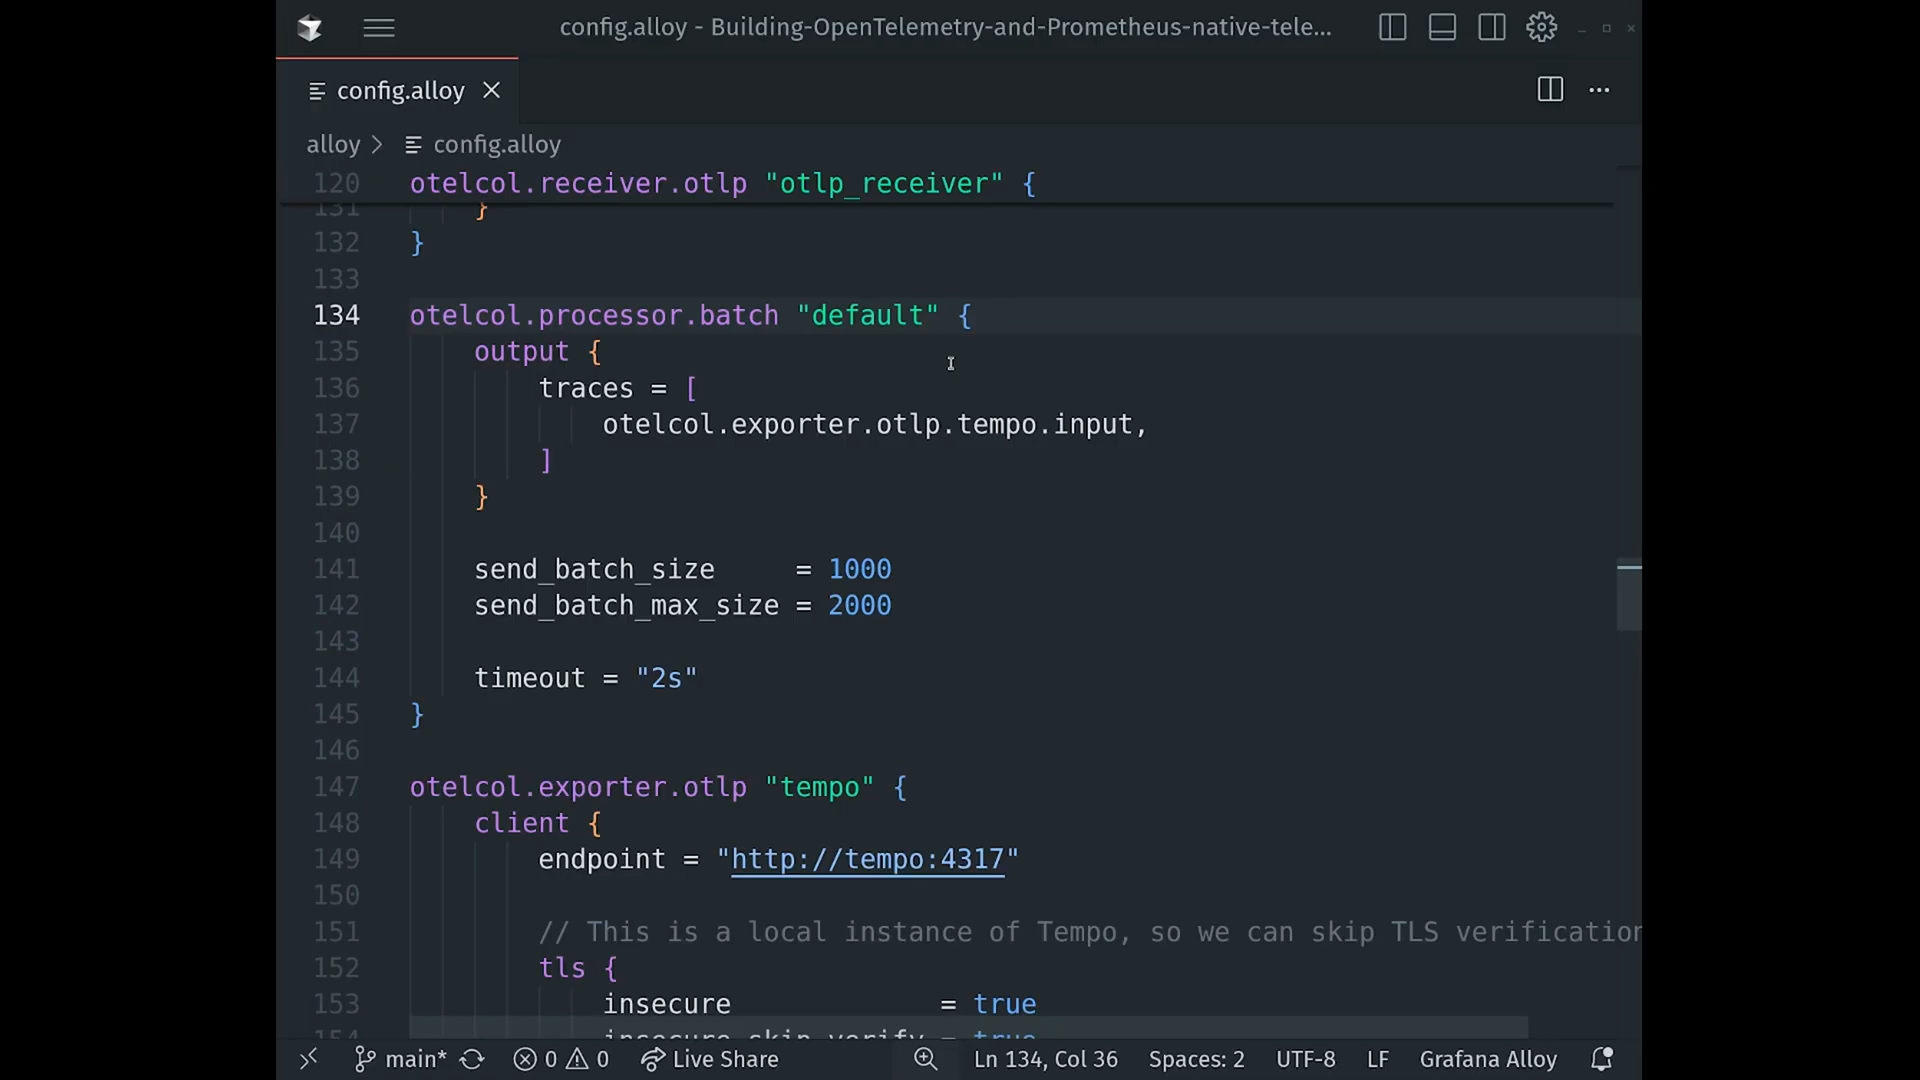 config.alloy - Building-OpenTelemetry-and-Prometheus-native-tele...
config.alloy
alloy > config.alloy
120 otelcol.receiver.otlp "otlp_receiver" {
131 }
132 }
133
134 otelcol.processor.batch "default" {
135 output {
136 traces = [
137 otelcol.exporter.otlp.tempo.input,
138 ]
139 }
140
141 send_batch_size = 1000
142 send_batch_max_size = 2000
143
144 timeout = "2s"
145 }
146
147 otelcol.exporter.otlp "tempo" {
148 client {
149 endpoint = "http://tempo:4317"
150
151 // This is a local instance of Tempo, so we can skip TLS verification
152 tls {
153 insecure = true
154 insecure_skip_verify = true
main* 0 0 Live Share Ln 134, Col 36 Spaces: 2 UTF-8 LF Grafana Alloy